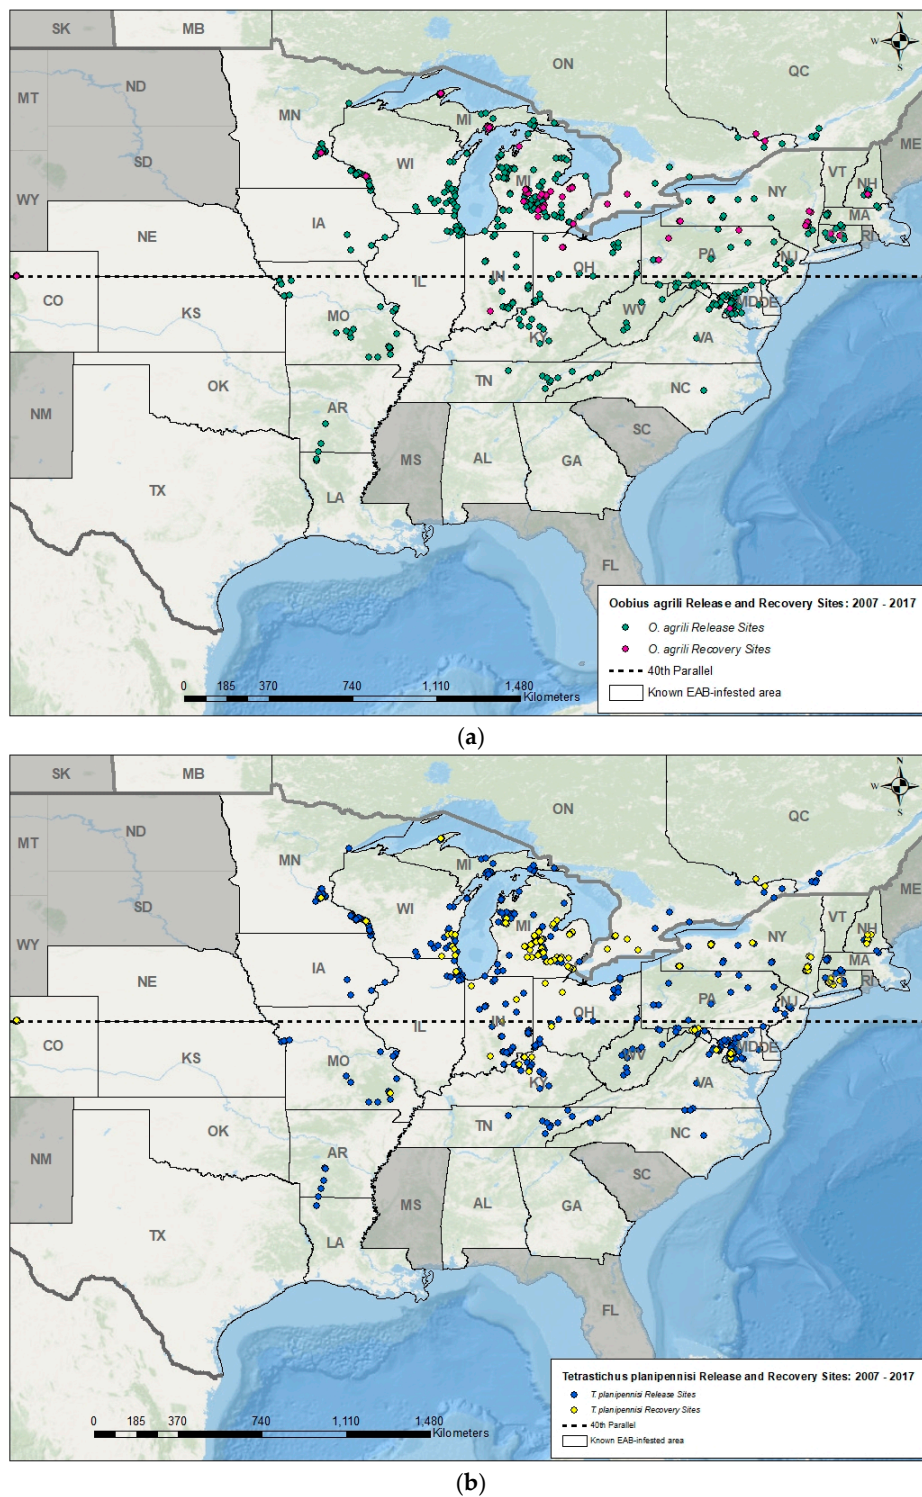 SK
MB
ON
QC
N
W
S
MT
ND
MN
MI
ME
SD
WI
MI
VT
NH
WY
NY
MA
RI
IA
NE
PA
NJ
IL
IN
OH
CO
MD
DE
KS
MO
WV
VA
KY
OK
TN
NC
NM
AR
SC
MS
AL
GA
TX
LA
FL
Oobius agrili Release and Recovery Sites: 2007 - 2017
O. agrili Release Sites
O. agrili Recovery Sites
40th Parallel
Known EAB-infested area
0 185 370 740 1,110 1,480
Kilometers
(a)
SK
MB
ON
QC
N
W
S
MT
ND
MN
MI
ME
SD
WI
MI
VT
NH
WY
NY
MA
RI
IA
NE
PA
NJ
IL
IN
OH
CO
MD
DE
KS
MO
WV
VA
KY
OK
TN
NC
NM
AR
SC
MS
AL
GA
TX
LA
FL
Tetrastichus planipennisi Release and Recovery Sites: 2007 - 2017
T. planipennisi Release Sites
T. planipennisi Recovery Sites
40th Parallel
Known EAB-infested area
0 185 370 740 1,110 1,480
Kilometers
(b)